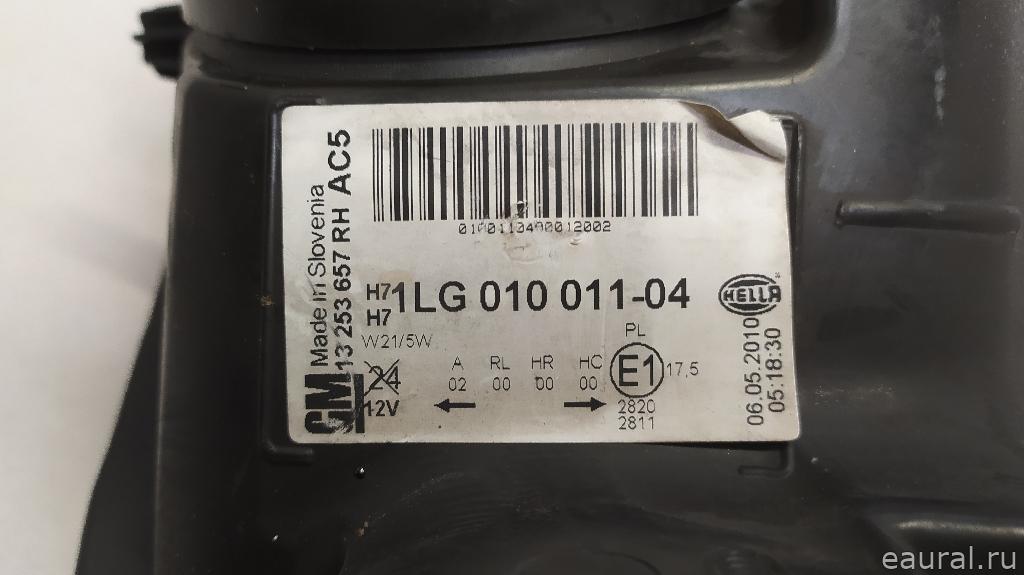 GM
Made in Slovenia
13 253 657 RH AC5
H7
H7
1LG 010 011-04
HELLA
W21/5W
24
12V
A RL HR HC
02 00 00 00
PL
E1
17,5
2820
2811
06.05.2010
05:18:30
eaural.ru